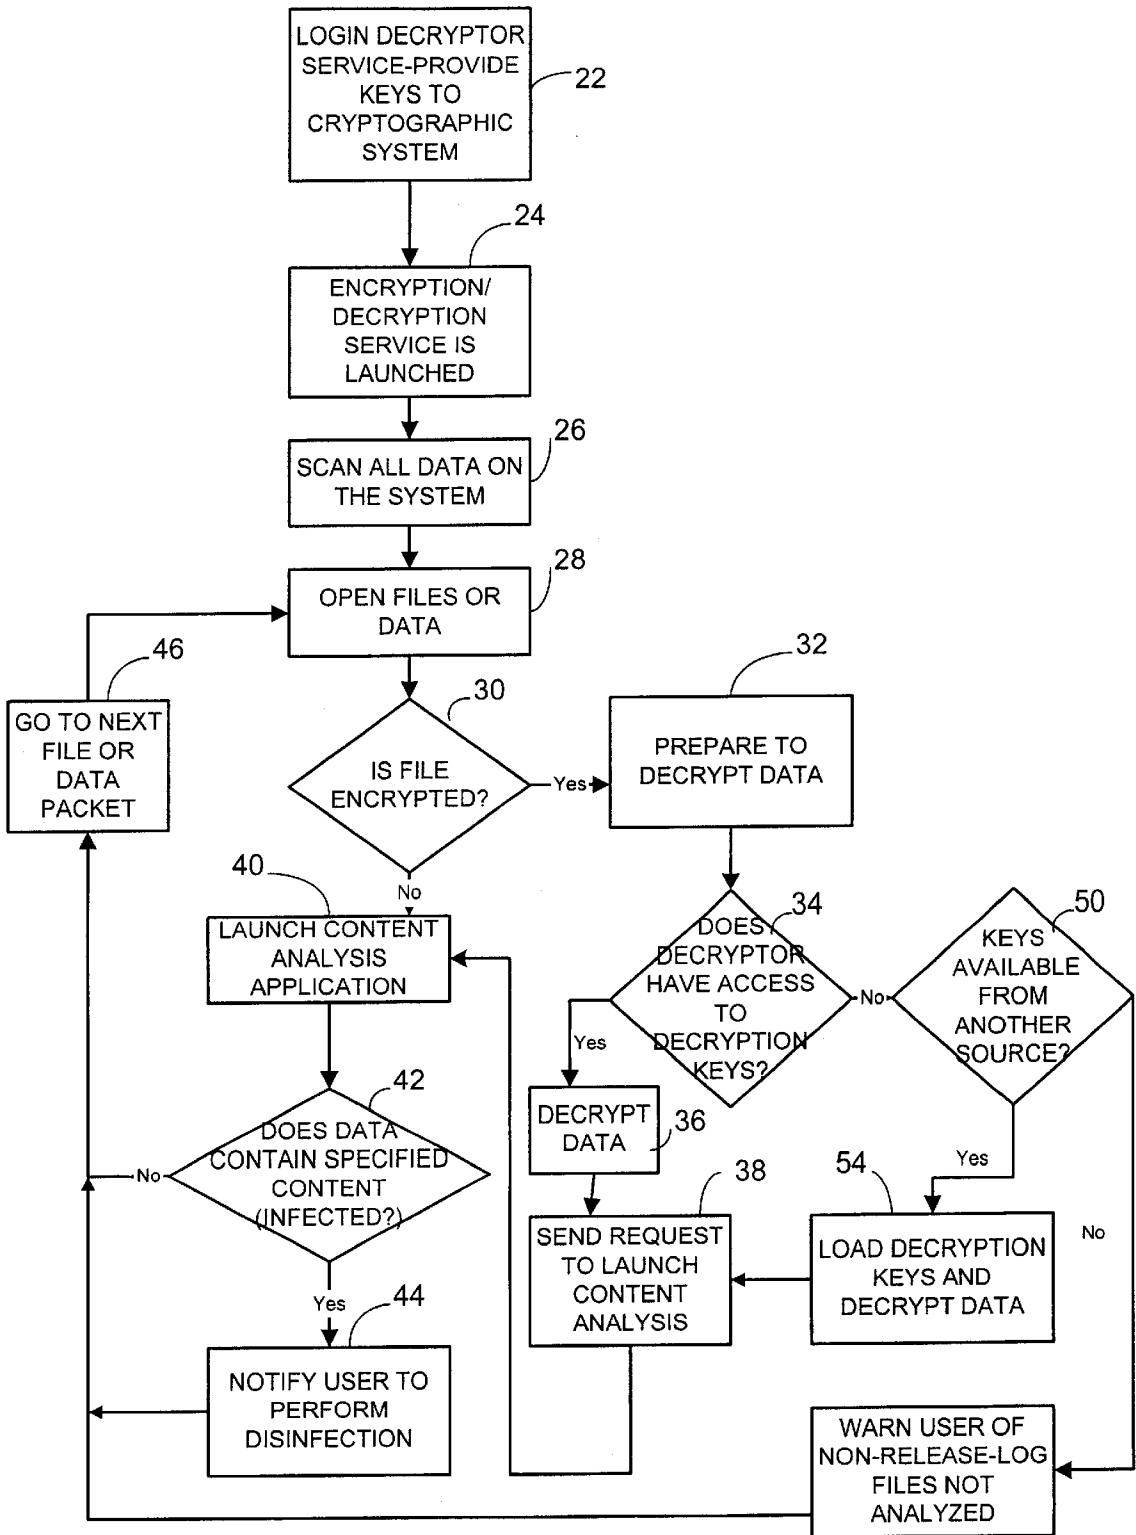 LOGIN DECRYPTOR
SERVICE-PROVIDE
KEYS TO
CRYPTOGRAPHIC
SYSTEM
22
24
ENCRYPTION/
DECRYPTION
SERVICE IS
LAUNCHED
26
SCAN ALL DATA ON
THE SYSTEM
28
OPEN FILES OR
DATA
46
GO TO NEXT
FILE OR
DATA
PACKET
30
IS FILE
ENCRYPTED?
Yes
32
PREPARE TO
DECRYPT DATA
No
40
LAUNCH CONTENT
ANALYSIS
APPLICATION
34
DOES
DECRYPTOR
HAVE ACCESS
TO
DECRYPTION
KEYS?
No
50
KEYS
AVAILABLE
FROM
ANOTHER
SOURCE?
Yes
DECRYPT
DATA
36
42
DOES DATA
CONTAIN SPECIFIED
CONTENT
(INFECTED?)
No
38
SEND REQUEST
TO LAUNCH
CONTENT
ANALYSIS
Yes
54
LOAD DECRYPTION
KEYS AND
DECRYPT DATA
No
Yes
44
NOTIFY USER TO
PERFORM
DISINFECTION
WARN USER OF
NON-RELEASE-LOG
FILES NOT
ANALYZED